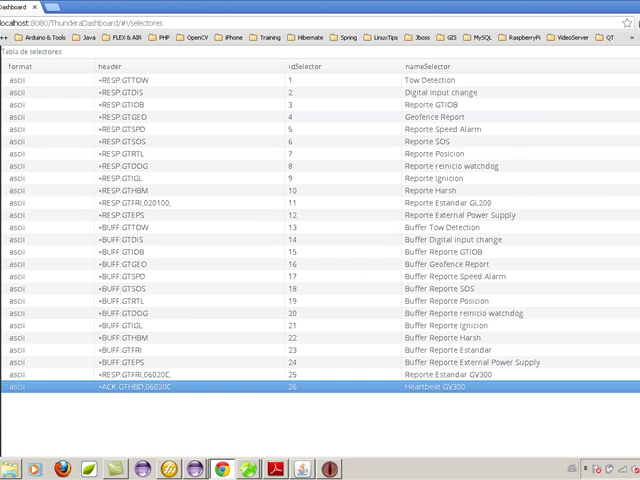 Dashboard
localhost:8080/ThunderaDashboard/#!/selectores
++ Arduino & Tools Java FLEX & AIR PHP OpenCV iPhone Training Hibernate Spring LinuxTips Jboss GIS MySQL RaspberryPi VideoServer QT »
Tabla de selectores
format header idSelector nameSelector
ascii +RESP:GTTOW 1 Tow Detection
ascii +RESP:GTDIS 2 Digital input change
ascii +RESP:GTIOB 3 Reporte GTIOB
ascii +RESP:GTGEO 4 Geofence Report
ascii +RESP:GTSPD 5 Reporte Speed Alarm
ascii +RESP:GTSOS 6 Reporte SOS
ascii +RESP:GTRTL 7 Reporte Posicion
ascii +RESP:GTDOG 8 Reporte reinicio watchdog
ascii +RESP:GTIGL 9 Reporte Ignicion
ascii +RESP:GTHBM 10 Reporte Harsh
ascii +RESP:GTFRI,020100, 11 Reporte Estandar GL200
ascii +RESP:GTEPS 12 Reporte External Power Supply
ascii +BUFF:GTTOW 13 Buffer Tow Detection
ascii +BUFF:GTDIS 14 Buffer Digital input change
ascii +BUFF:GTIOB 15 Buffer Reporte GTIOB
ascii +BUFF:GTGEO 16 Buffer Geofence Report
ascii +BUFF:GTSPD 17 Buffer Reporte Speed Alarm
ascii +BUFF:GTSOS 18 Buffer Reporte SOS
ascii +BUFF:GTRTL 19 Buffer Reporte Posicion
ascii +BUFF:GTDOG 20 Buffer Reporte reinicio watchdog
ascii +BUFF:GTIGL 21 Buffer Reporte Ignicion
ascii +BUFF:GTHBM 22 Buffer Reporte Harsh
ascii +BUFF:GTFRI 23 Buffer Reporte Estandar
ascii +BUFF:GTEPS 24 Buffer Reporte External Power Supply
ascii +RESP:GTFRI,06020C, 25 Reporte Estandar GV300
ascii +ACK:GTHBD,06020C 26 Heartbeat GV300